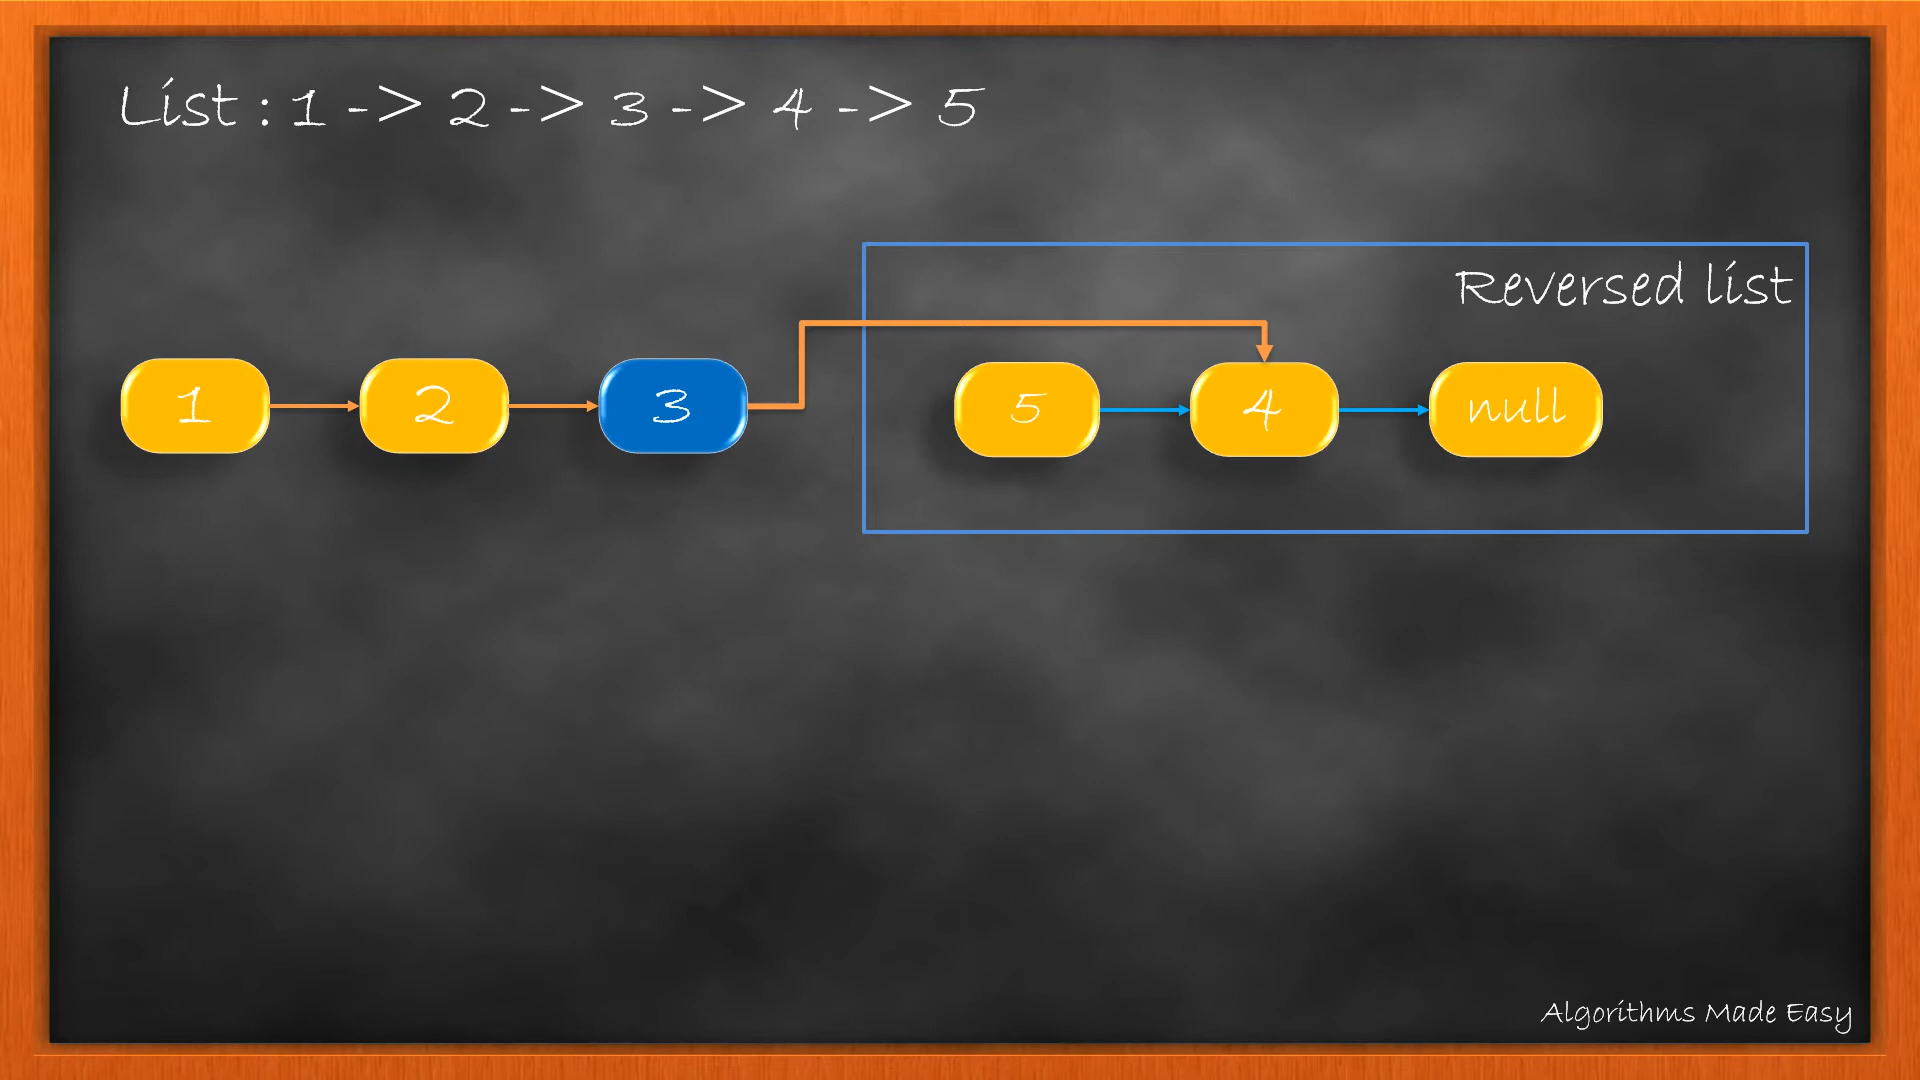 List : 1 -> 2 -> 3 -> 4 -> 5
Reversed list
1 2 3 5 4 null
Algorithms Made Easy